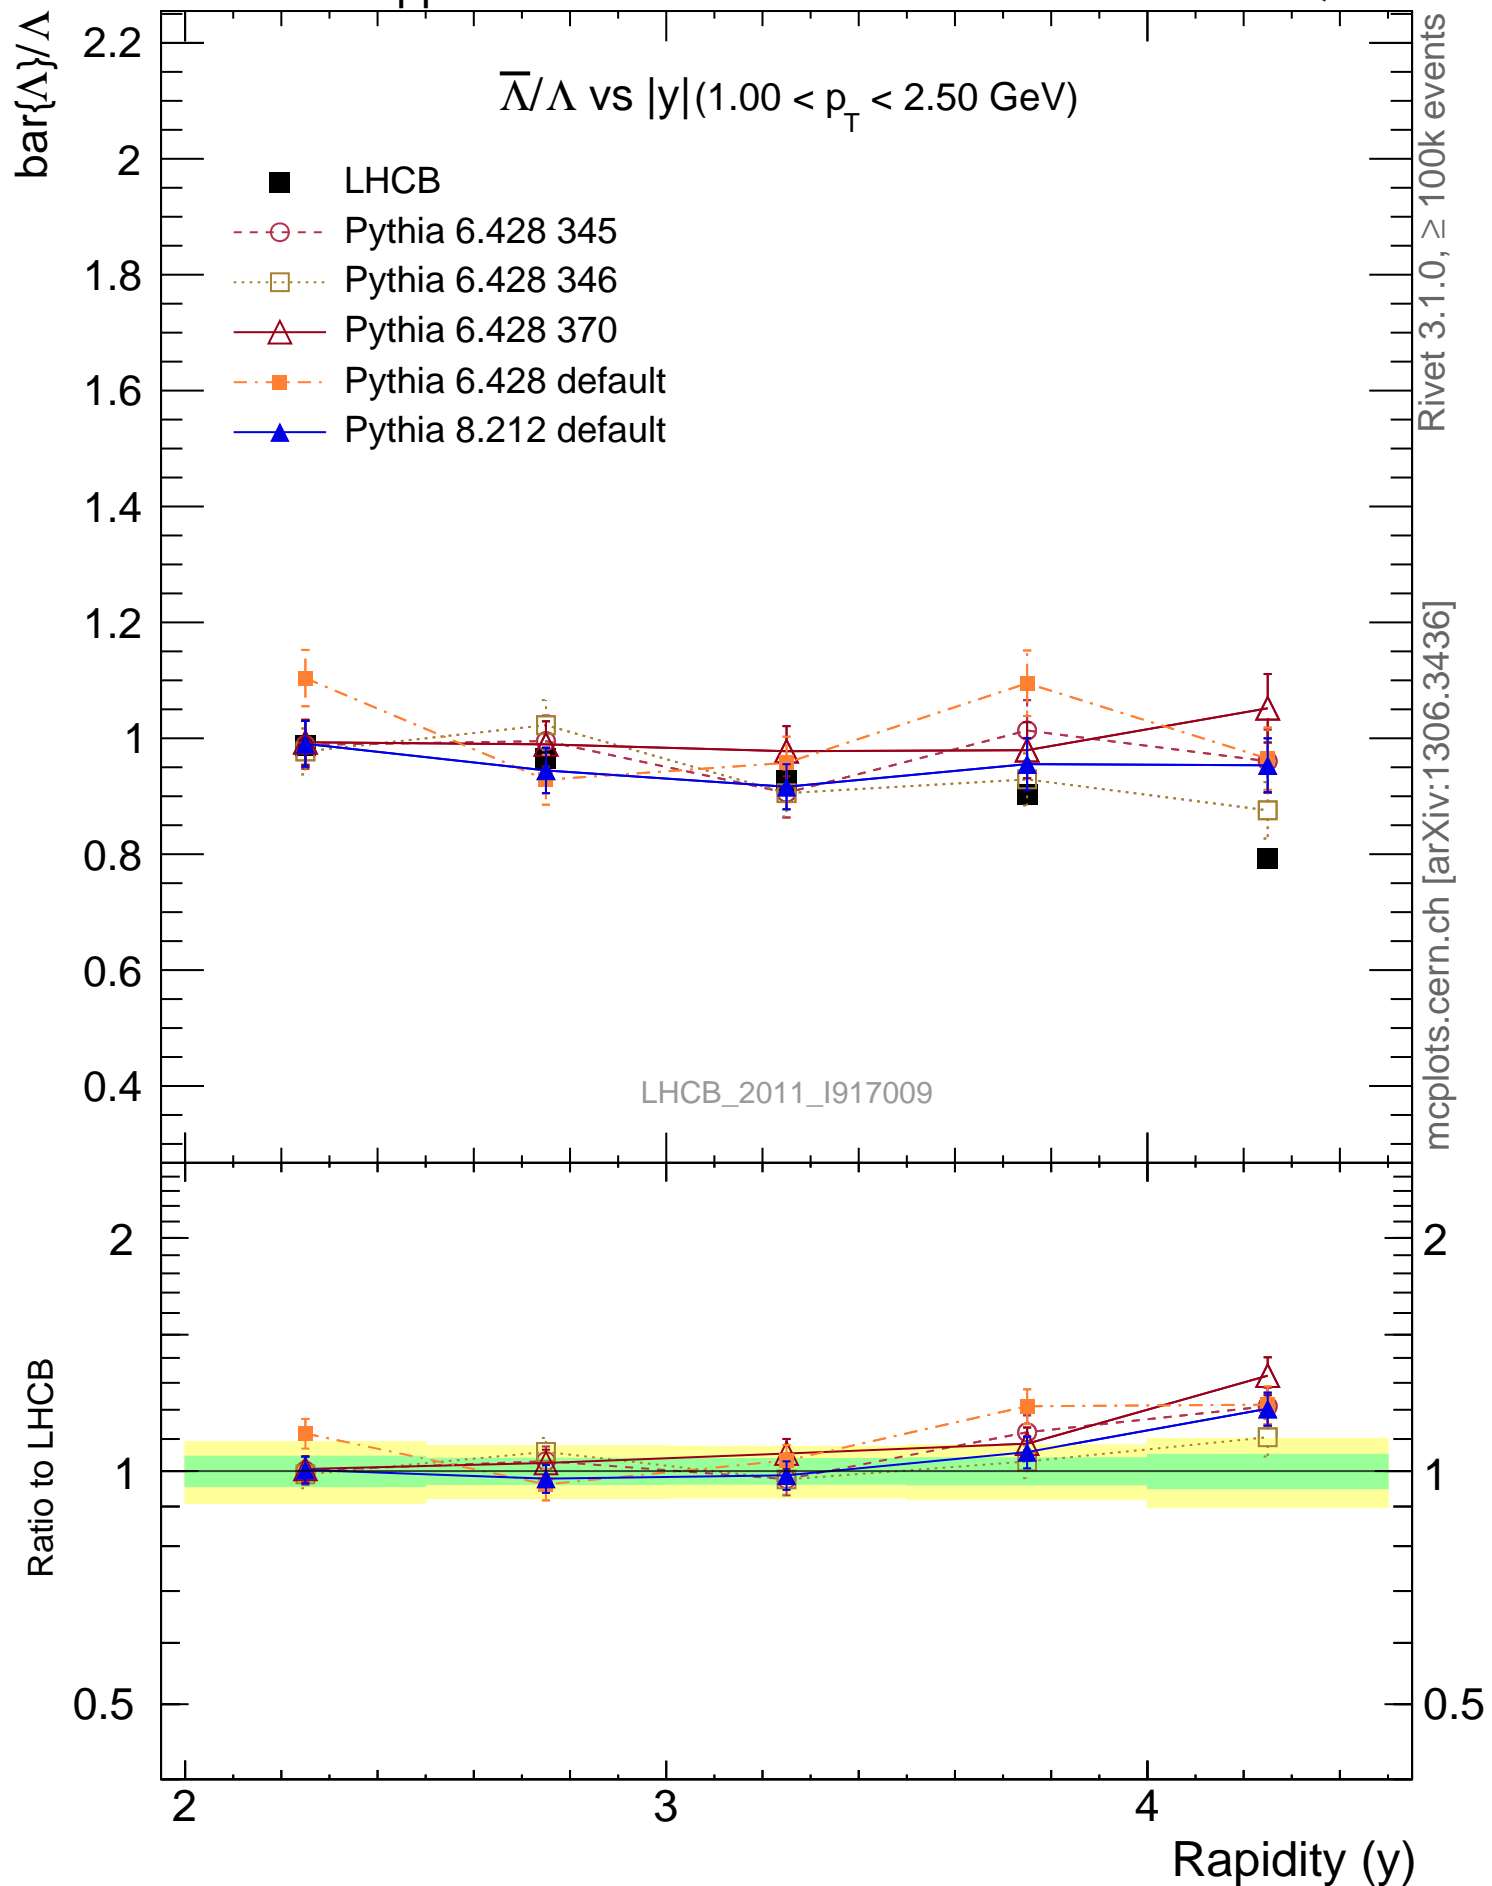 pp
bar{Λ}/Λ
Λ̅/Λ vs |y|(1.00 < p_T < 2.50 GeV)
LHCB
Pythia 6.428 345
Pythia 6.428 346
Pythia 6.428 370
Pythia 6.428 default
Pythia 8.212 default
2.2
2
1.8
1.6
1.4
1.2
1
0.8
0.6
0.4
LHCB_2011_I917009
Rivet 3.1.0, ≥ 100k events
mcplots.cern.ch [arXiv:1306.3436]
Ratio to LHCB
2
1
0.5
2
1
0.5
2
3
4
Rapidity (y)